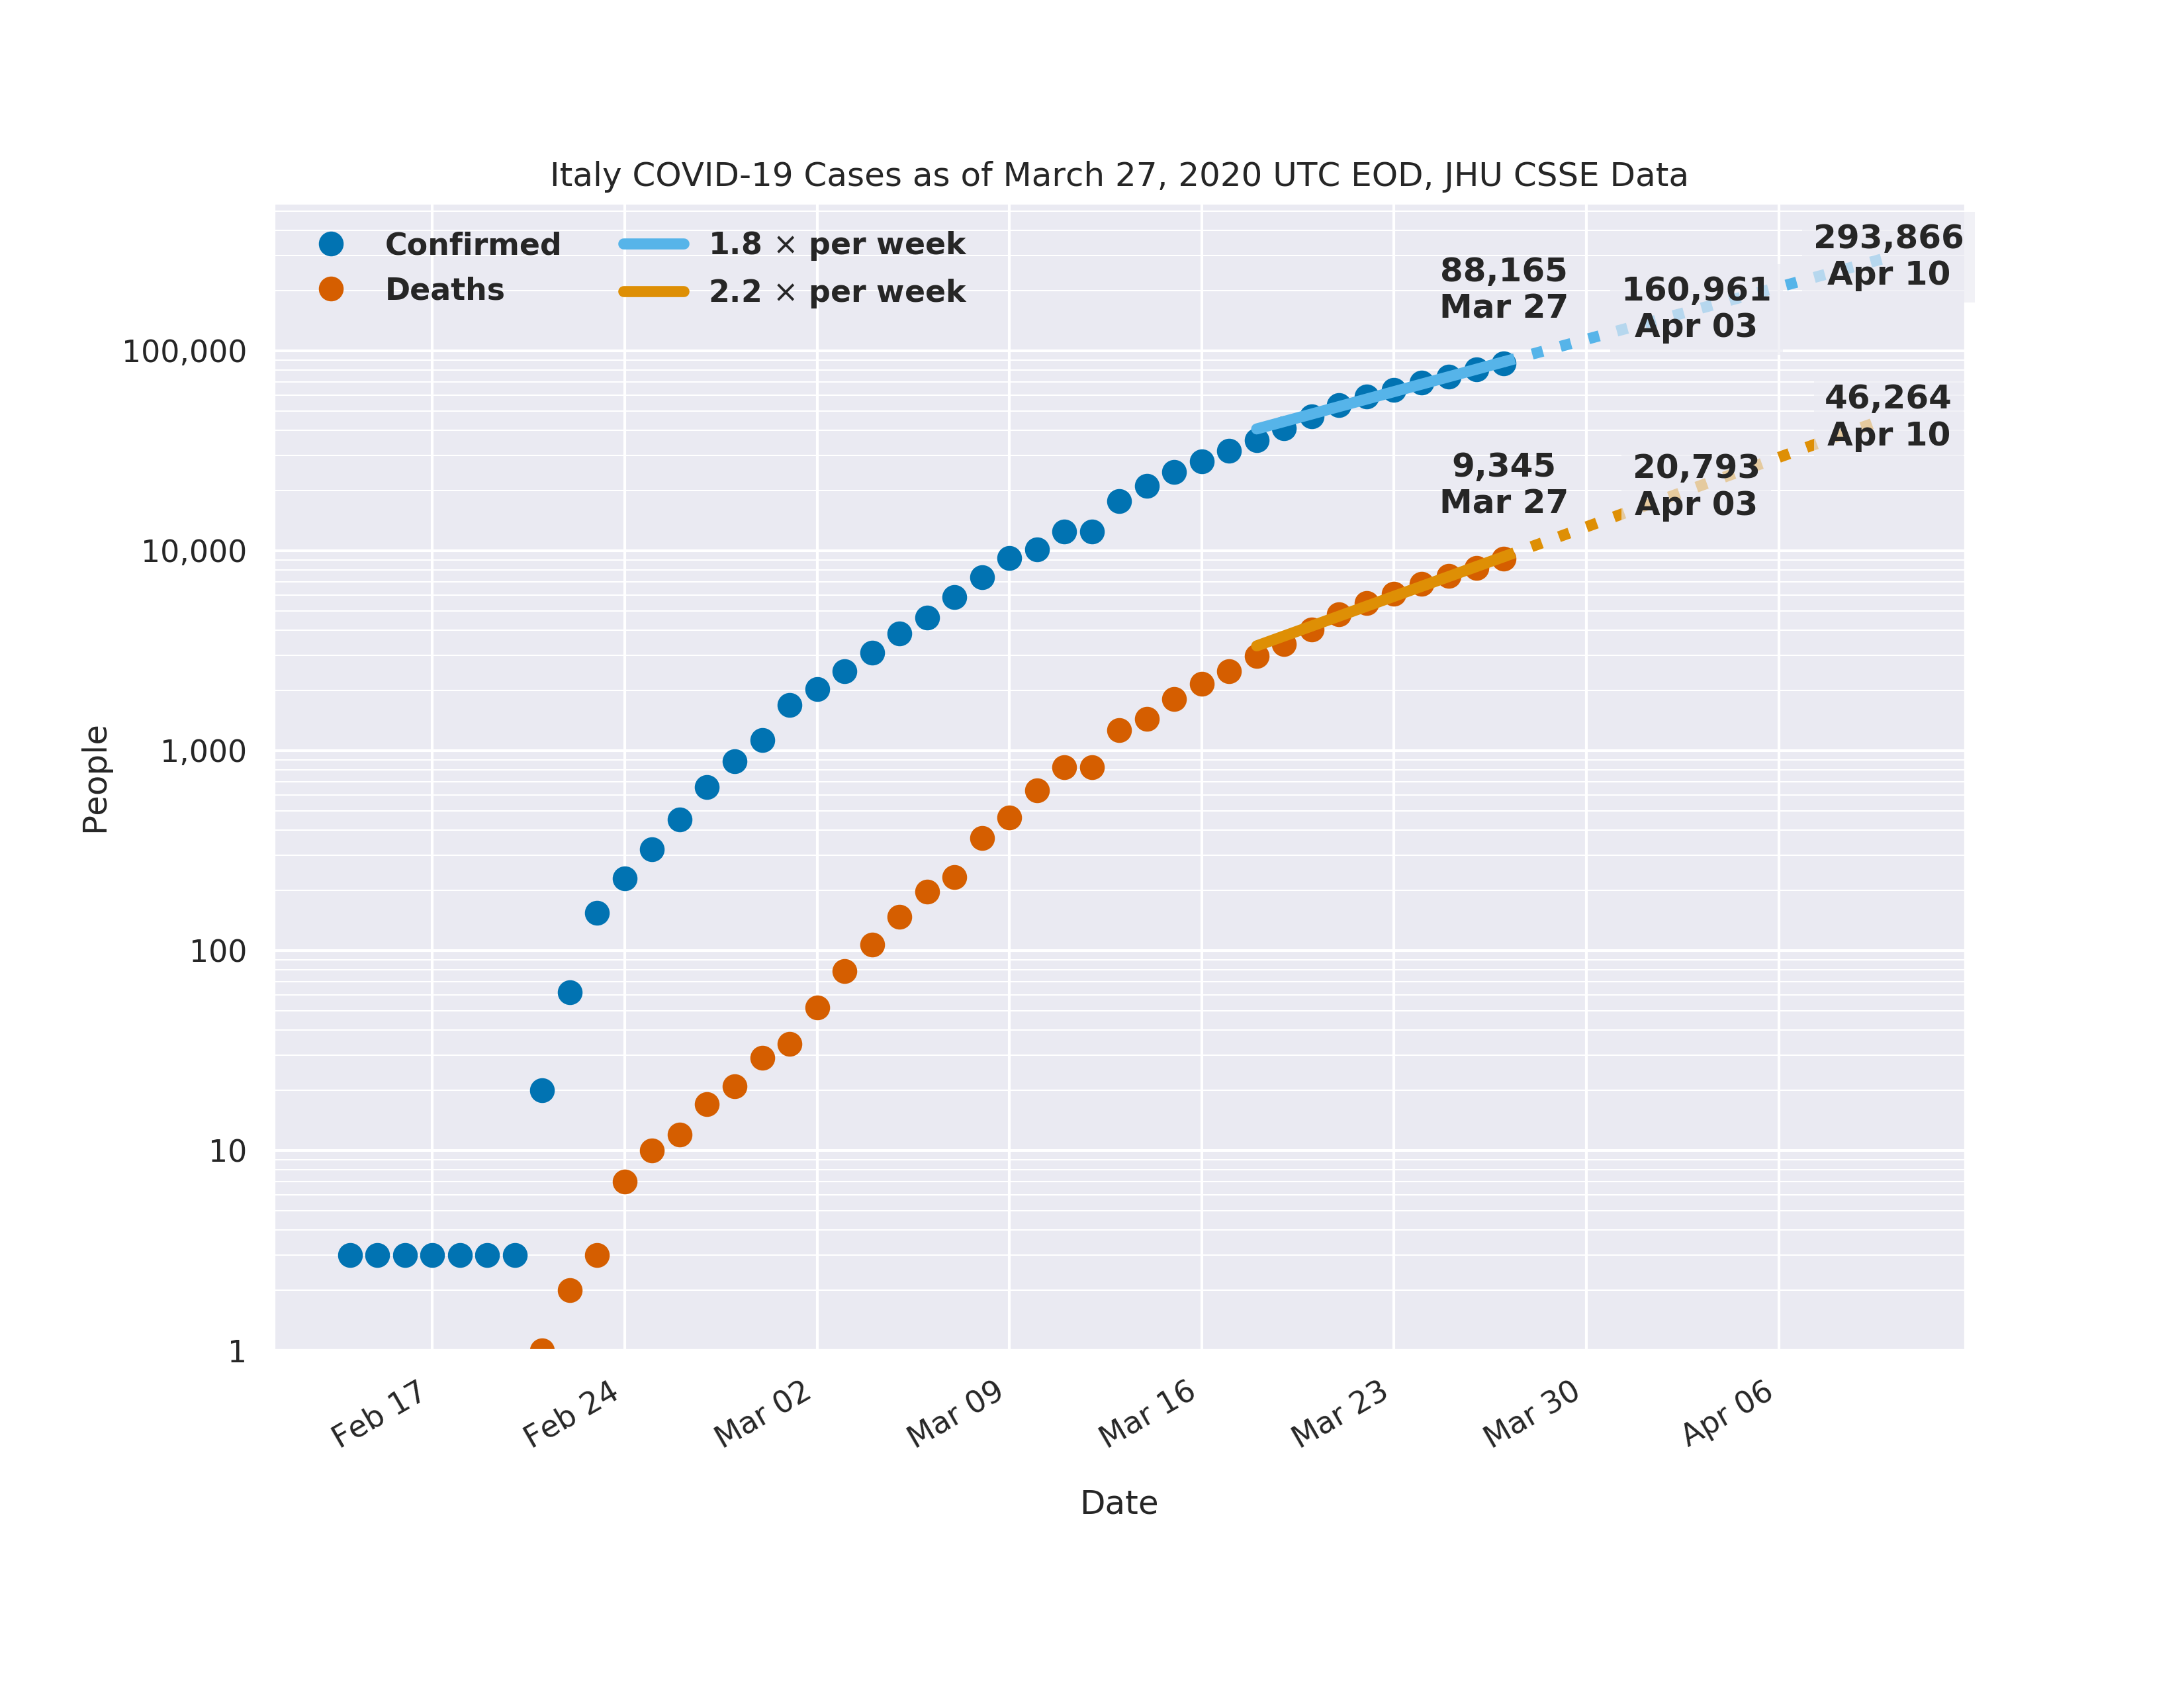 Italy COVID-19 Cases as of March 27, 2020 UTC EOD, JHU CSSE Data
Confirmed
Deaths
1.8 × per week
2.2 × per week
88,165
Mar 27
160,961
Apr 03
293,866
Apr 10
9,345
Mar 27
20,793
Apr 03
46,264
Apr 10
People
100,000
10,000
1,000
100
10
1
Feb 17
Feb 24
Mar 02
Mar 09
Mar 16
Mar 23
Mar 30
Apr 06
Date